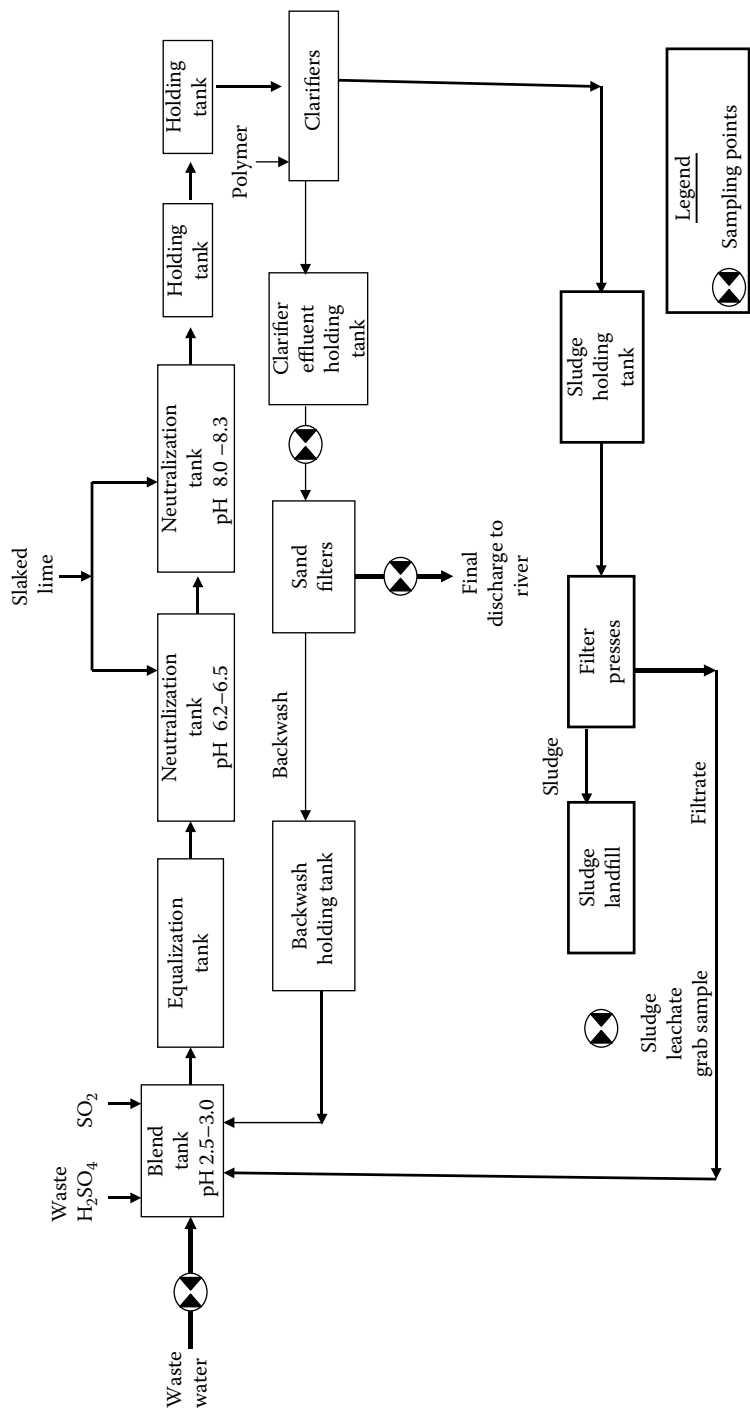 Waste
water
Waste
H₂SO₄
SO₂
Blend
tank
pH 2.5–3.0
Equalization
tank
Slaked
lime
Neutralization
tank
pH 6.2–6.5
Neutralization
tank
pH 8.0–8.3
Holding
tank
Holding
tank
Polymer
Clarifiers
Clarifier
effluent
holding
tank
Sand
filters
Final
discharge to
river
Backwash
Backwash
holding tank
Sludge
holding
tank
Filter
presses
Sludge
Sludge
landfill
Filtrate
Sludge
leachate
grab sample
Legend
Sampling points